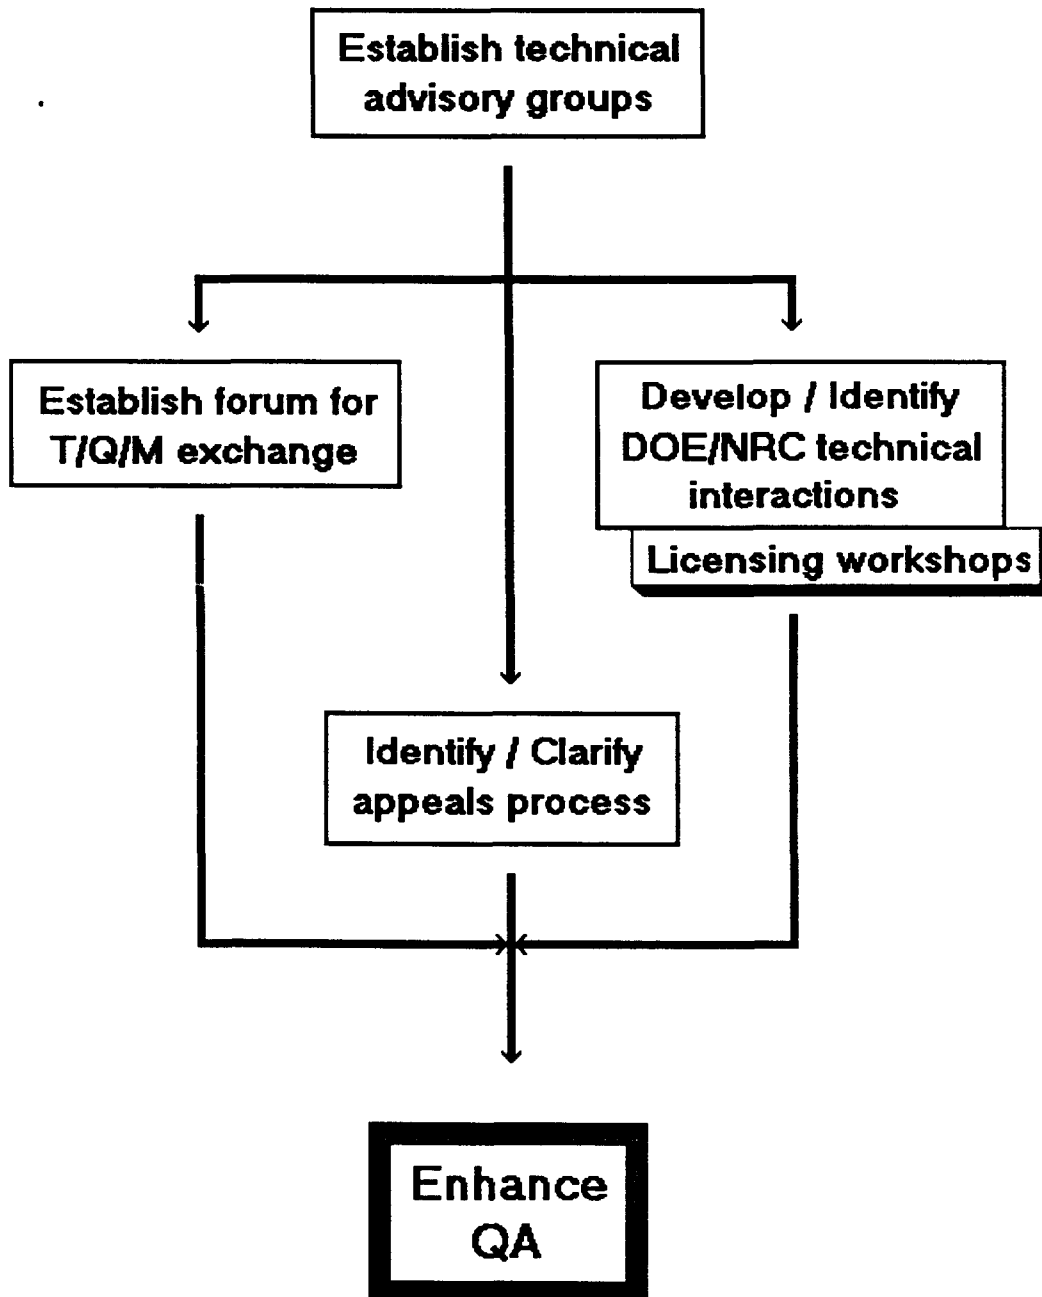 Establish technical
advisory groups
Establish forum for
T/Q/M exchange
Develop / Identify
DOE/NRC technical
interactions
Licensing workshops
Identify / Clarify
appeals process
Enhance
QA